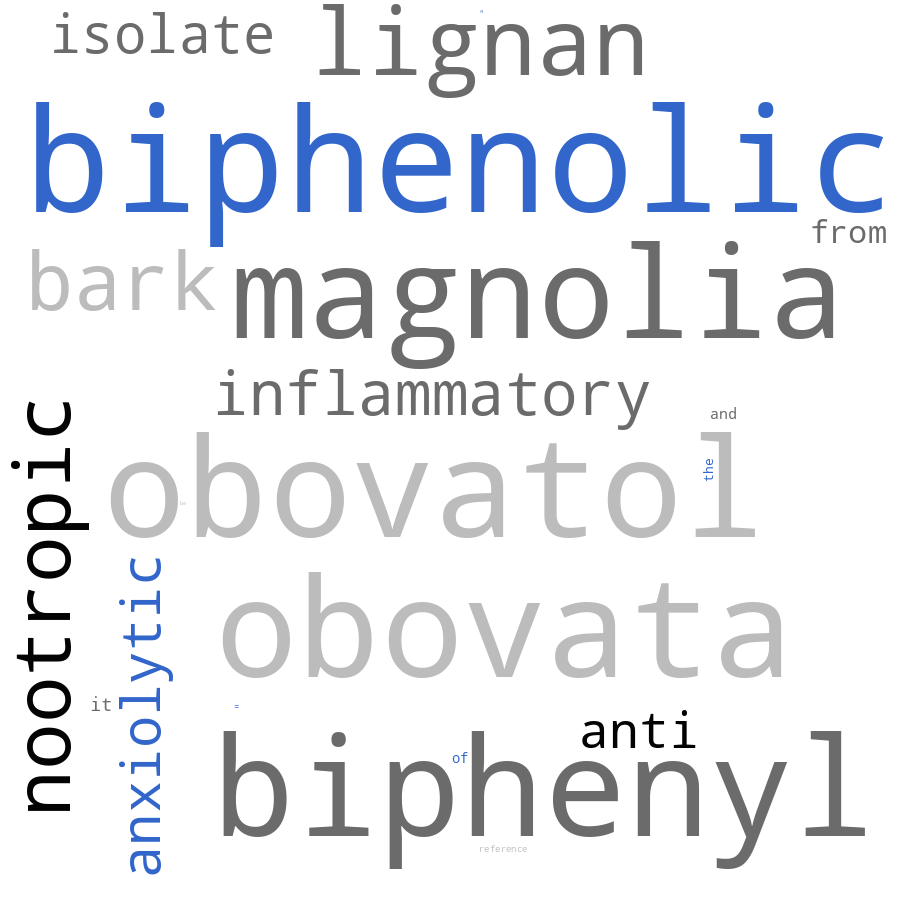 isolate lignan
biphenolic
from
bark magnolia
inflammatory
and
nootropic
obovatol
the
anxiolytic
obovata
it
=
anti
of
biphenyl
reference